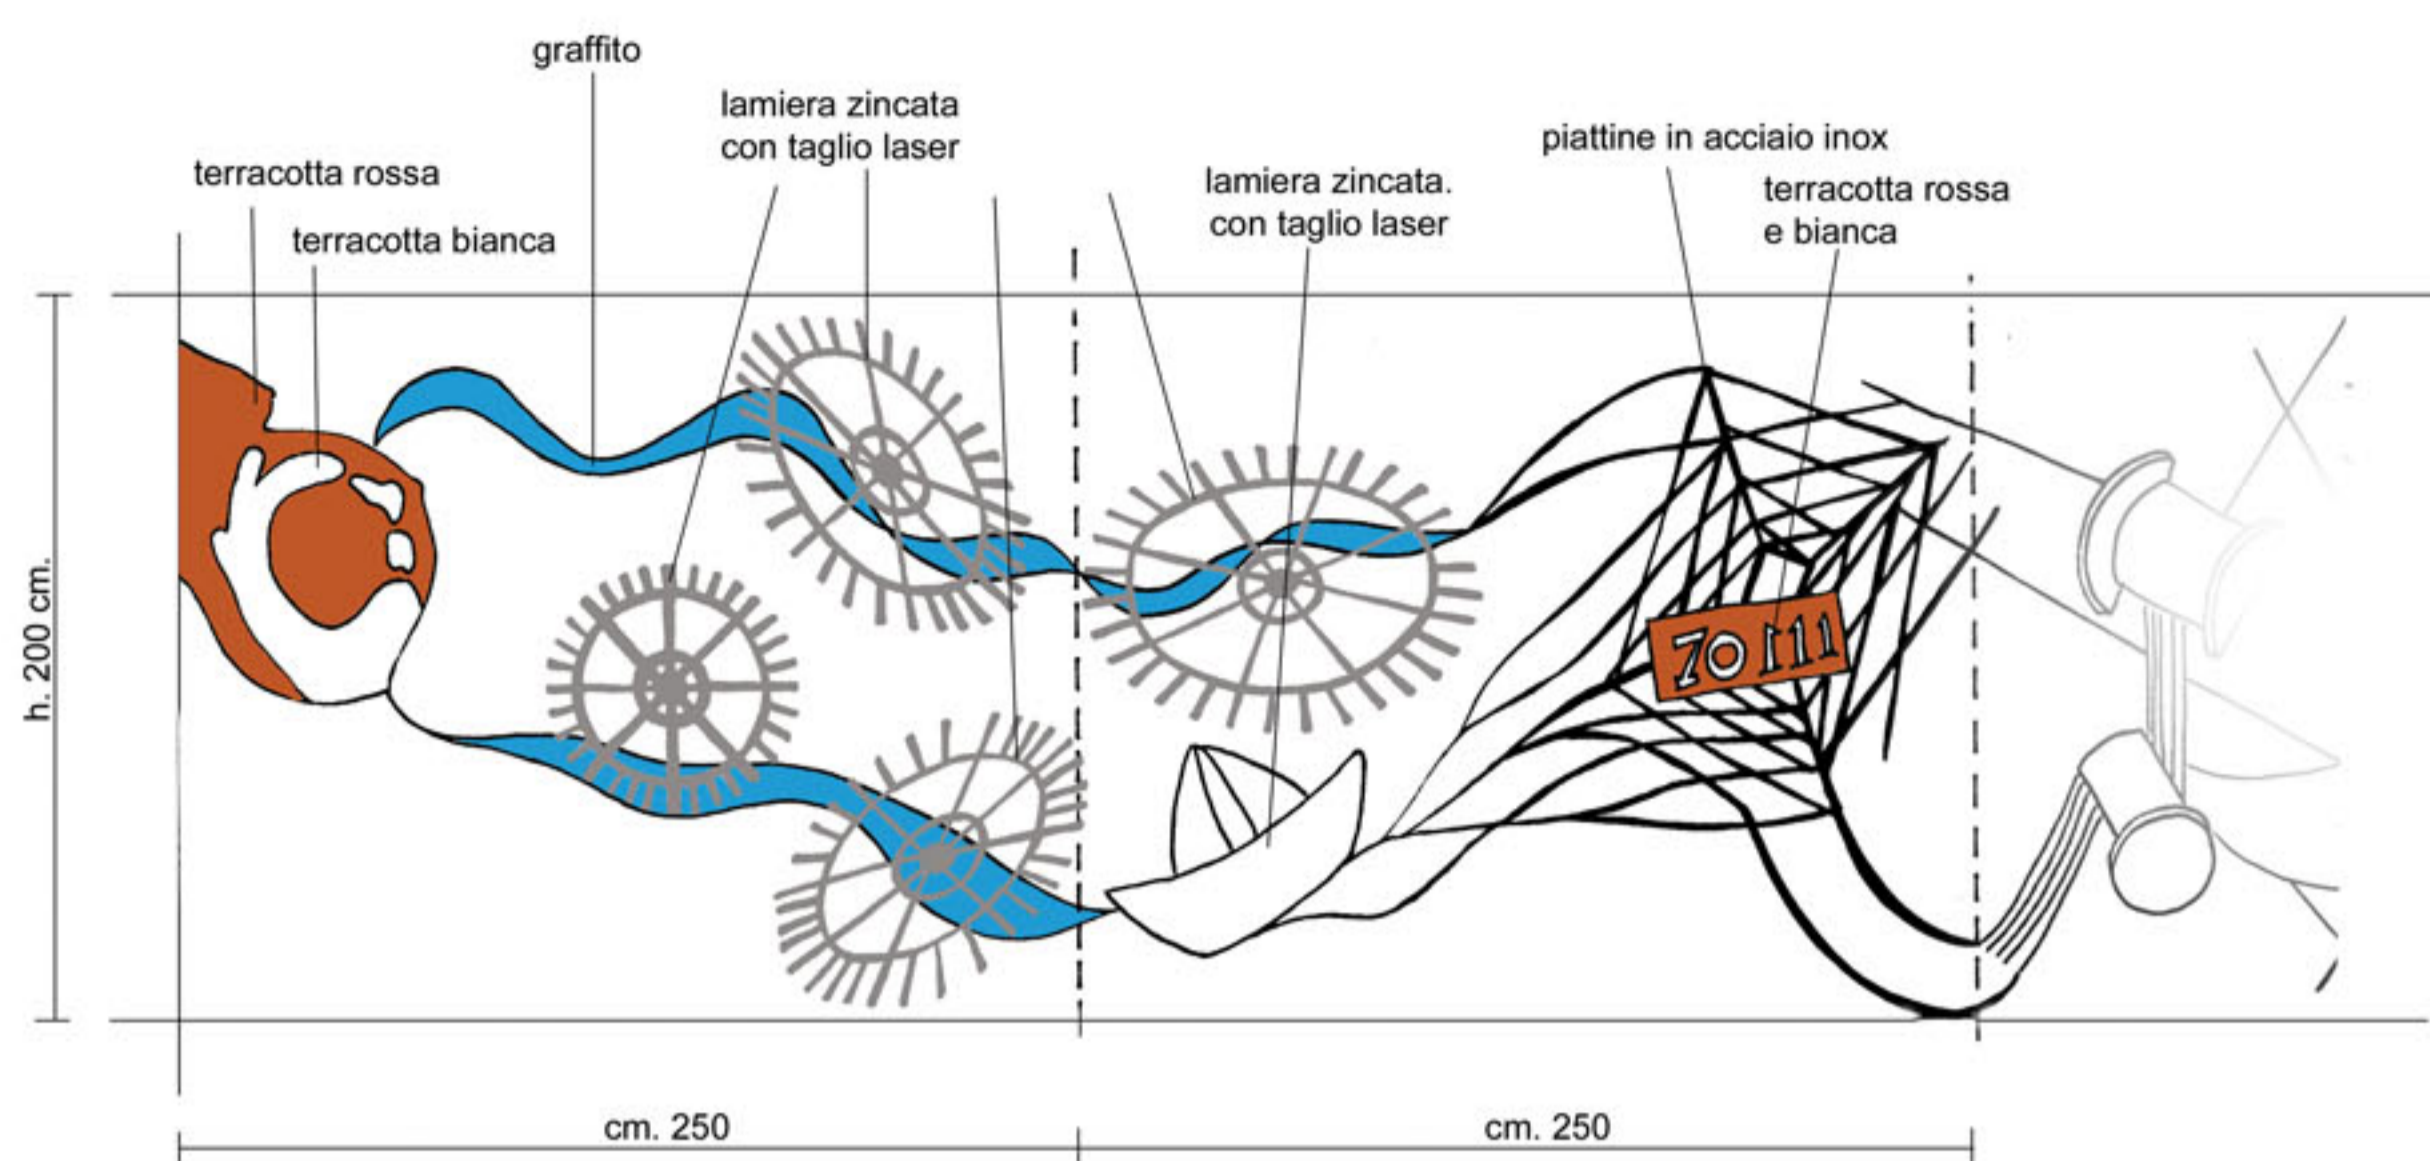 graffito
lamiera zincata
con taglio laser
terracotta rossa
terracotta bianca
lamiera zincata.
con taglio laser
piattine in acciaio inox
terracotta rossa
e bianca
h. 200 cm.
70111
cm. 250
cm. 250